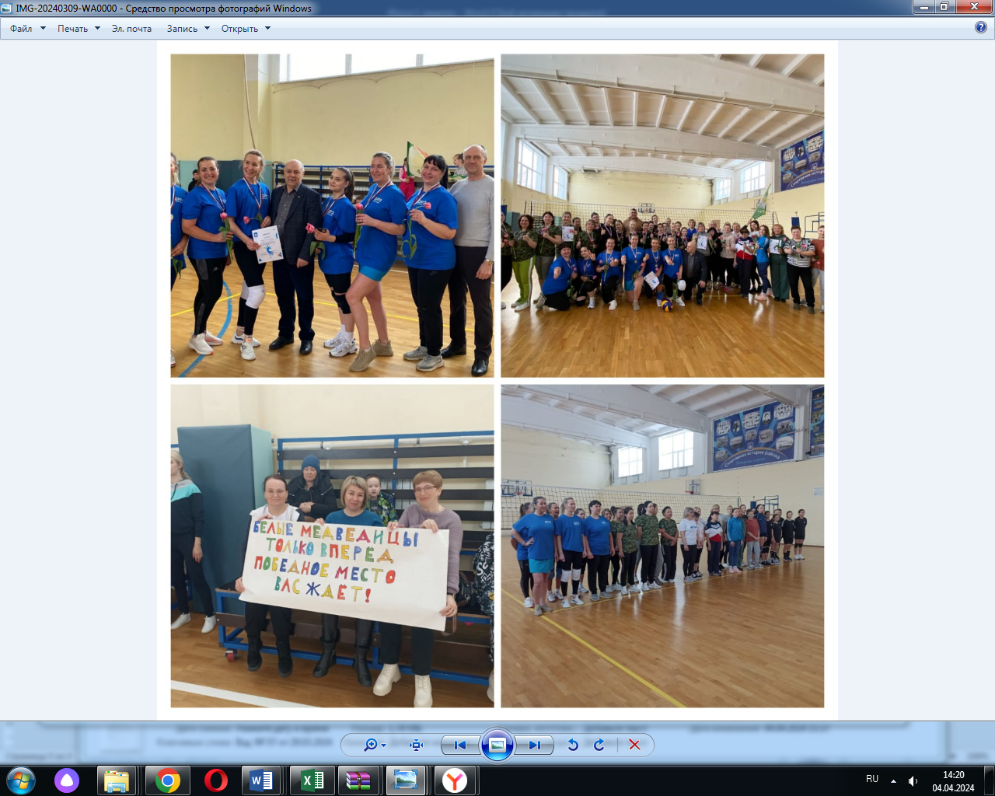 IMG-20240309-WA0000 - Средство просмотра фотографий Windows
Файл Печать Эл. почта Запись Открыть
БЕЛЫЕ МЕДВЕДИЦЫ
ТОЛЬКО ВПЕРЕД
ПОБЕДНОЕ МЕСТО
ВАС ЖДЕТ!
RU
14:20
04.04.2024